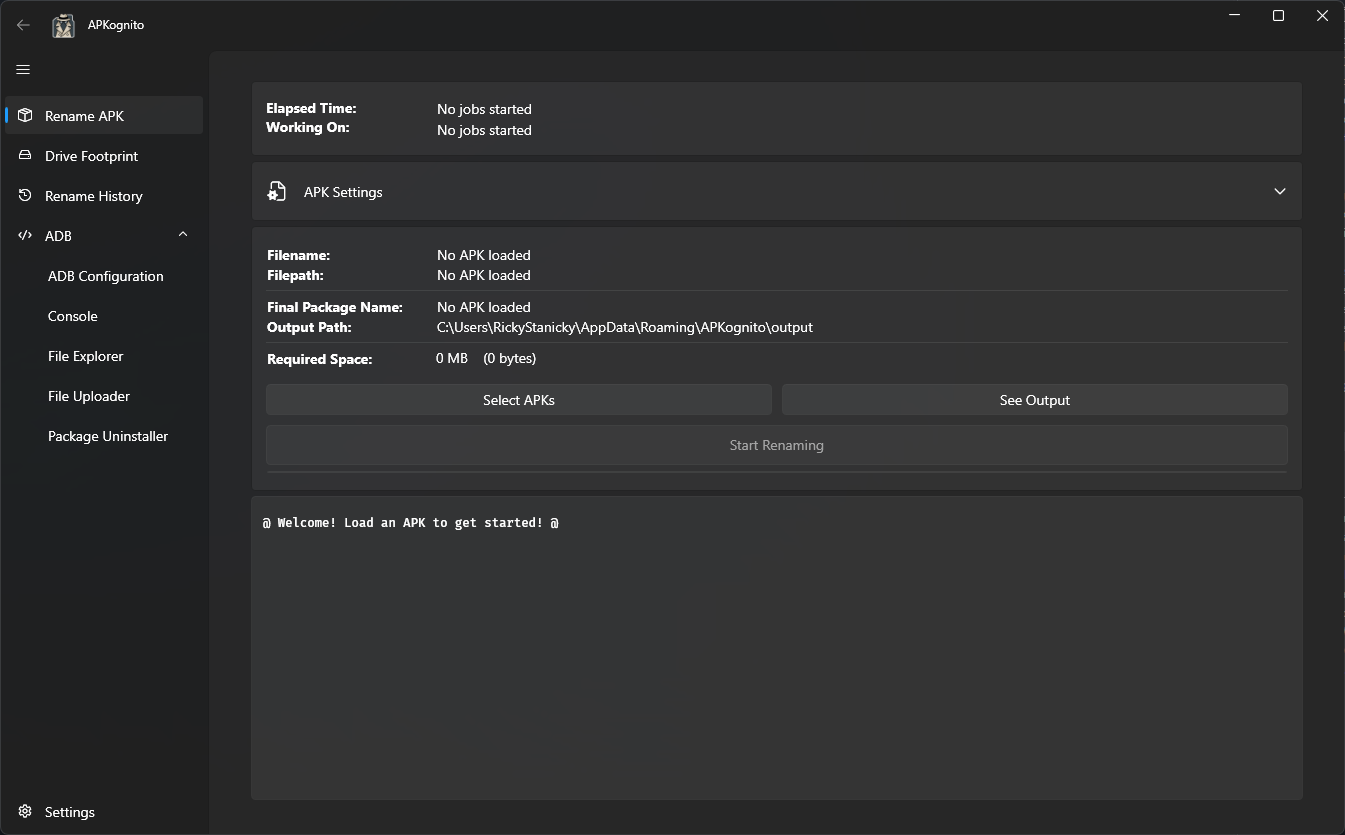 APKognito
Rename APK
Drive Footprint
Rename History
ADB
ADB Configuration
Console
File Explorer
File Uploader
Package Uninstaller
Settings
Elapsed Time: No jobs started
Working On: No jobs started
APK Settings
Filename: No APK loaded
Filepath: No APK loaded
Final Package Name: No APK loaded
Output Path: C:\Users\RickyStanicky\AppData\Roaming\APKognito\output
Required Space: 0 MB (0 bytes)
Select APKs See Output
Start Renaming
@ Welcome! Load an APK to get started! @